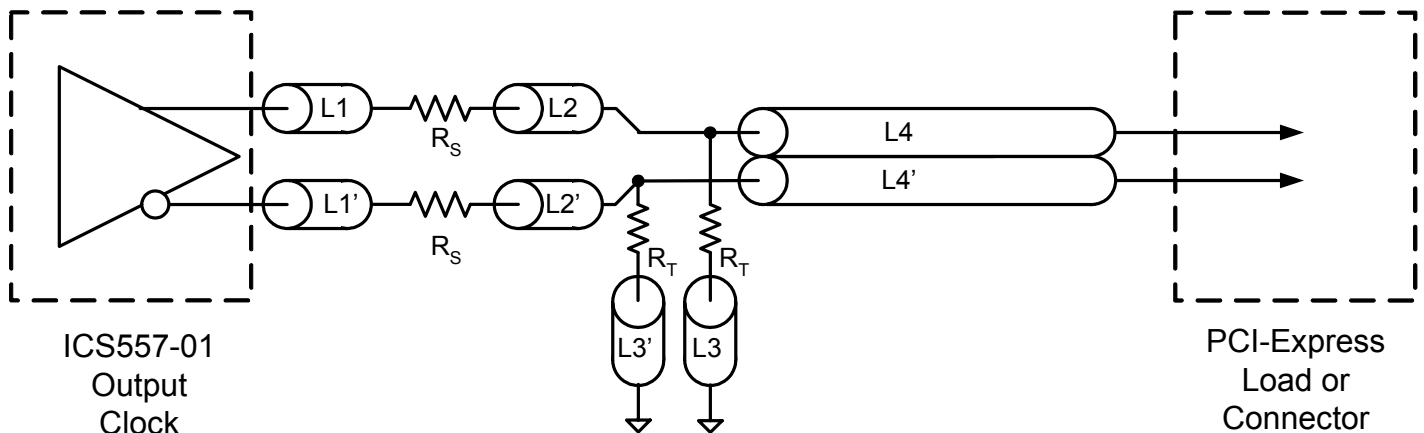 L1
R_S
L2
L4
L4’
L1’
R_S
L2’
R_T
R_T
L3’
L3
ICS557-01
Output
Clock
PCI-Express
Load or
Connector